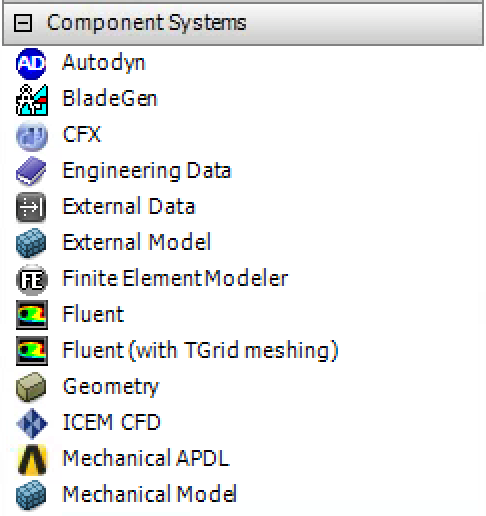 Component Systems
AD Autodyn
BladeGen
CFX
Engineering Data
External Data
External Model
FE Finite Element Modeler
Fluent
Fluent (with TGrid meshing)
Geometry
ICEM CFD
Mechanical APDL
Mechanical Model